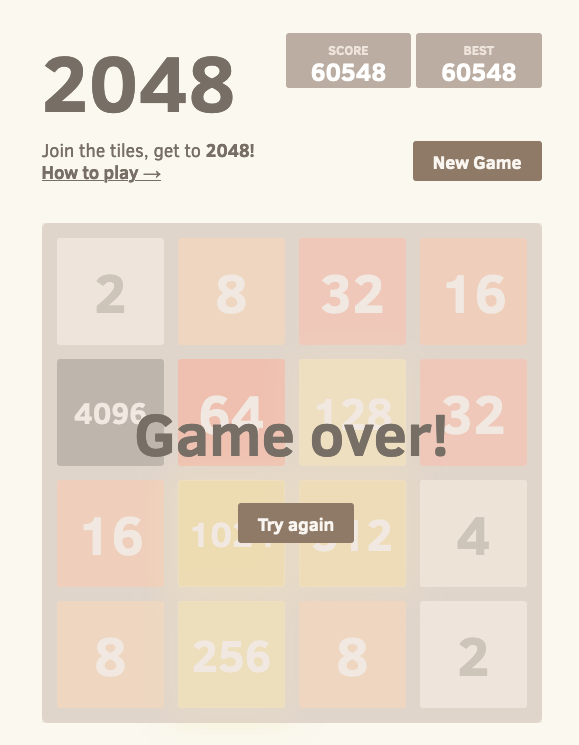 2048
SCORE
60548
BEST
60548
Join the tiles, get to 2048!
How to play →
New Game
2 8 32 16
4096 64 128 32
Game over!
16 1024 512 4
Try again
8 256 8 2